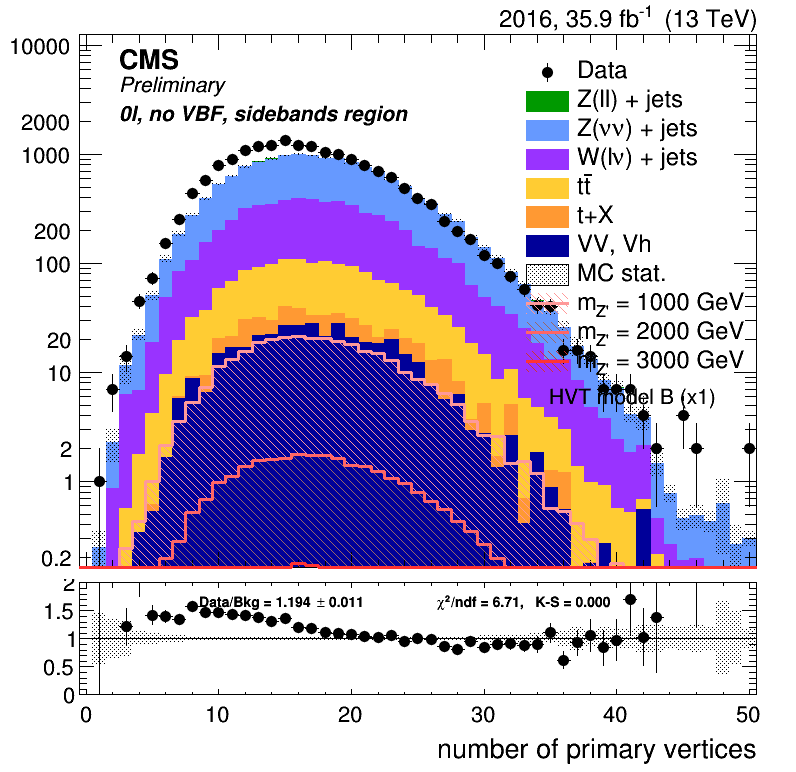 2016, 35.9 fb⁻¹ (13 TeV)
CMS
Preliminary
0l, no VBF, sidebands region
Data
Z(ll) + jets
Z(νν) + jets
W(lν) + jets
tt̄
t+X
VV, Vh
MC stat.
m_Z' = 1000 GeV
m_Z' = 2000 GeV
m_Z' = 3000 GeV
HVT model B (x1)
10000
2000
1000
200
100
20
10
2
1
0.2
Data/Bkg = 1.194 ± 0.011
χ²/ndf = 6.71, K-S = 0.000
2
1.5
1
0.5
0
0 10 20 30 40 50
number of primary vertices